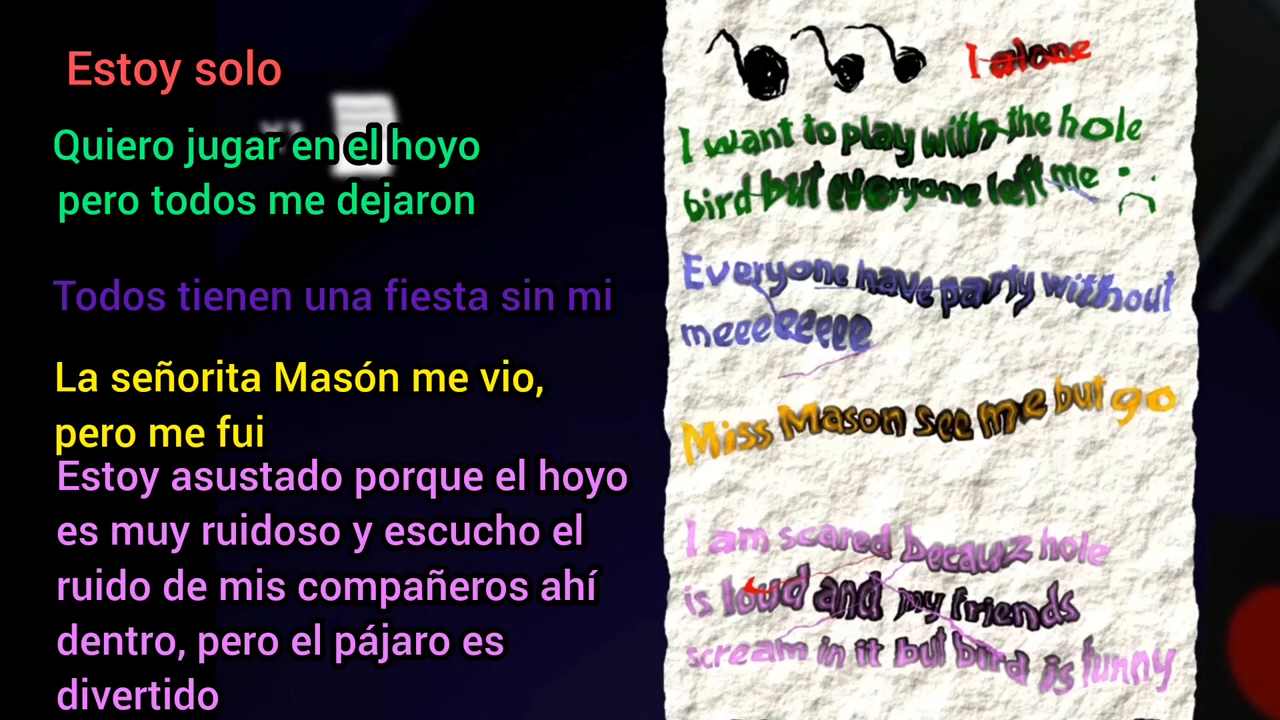 Estoy solo
Quiero jugar en el hoyo
pero todos me dejaron
Todos tienen una fiesta sin mi
La señorita Masón me vio,
pero me fui
Estoy asustado porque el hoyo
es muy ruidoso y escucho el
ruido de mis compañeros ahí
dentro, pero el pájaro es
divertido
I alone
I want to play with the hole
bird but everyone left me :(
Everyone have party without
meeeeeeee
Miss Mason see me but go
I am scared becauz hole
is loud and my friends
scream in it but bird is funny